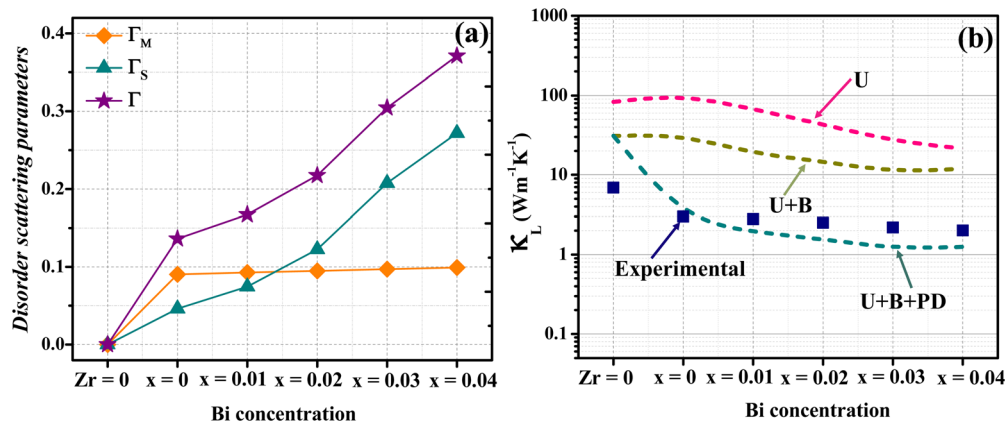 (a)
Γ_M
Γ_S
Γ
0.4
0.3
0.2
0.1
0.0
Disorder scattering parameters
Zr = 0 x = 0 x = 0.01 x = 0.02 x = 0.03 x = 0.04
Bi concentration
(b)
1000
100
10
1
0.1
K_L (Wm⁻¹K⁻¹)
U
U+B
Experimental
U+B+PD
Zr = 0 x = 0 x = 0.01 x = 0.02 x = 0.03 x = 0.04
Bi concentration